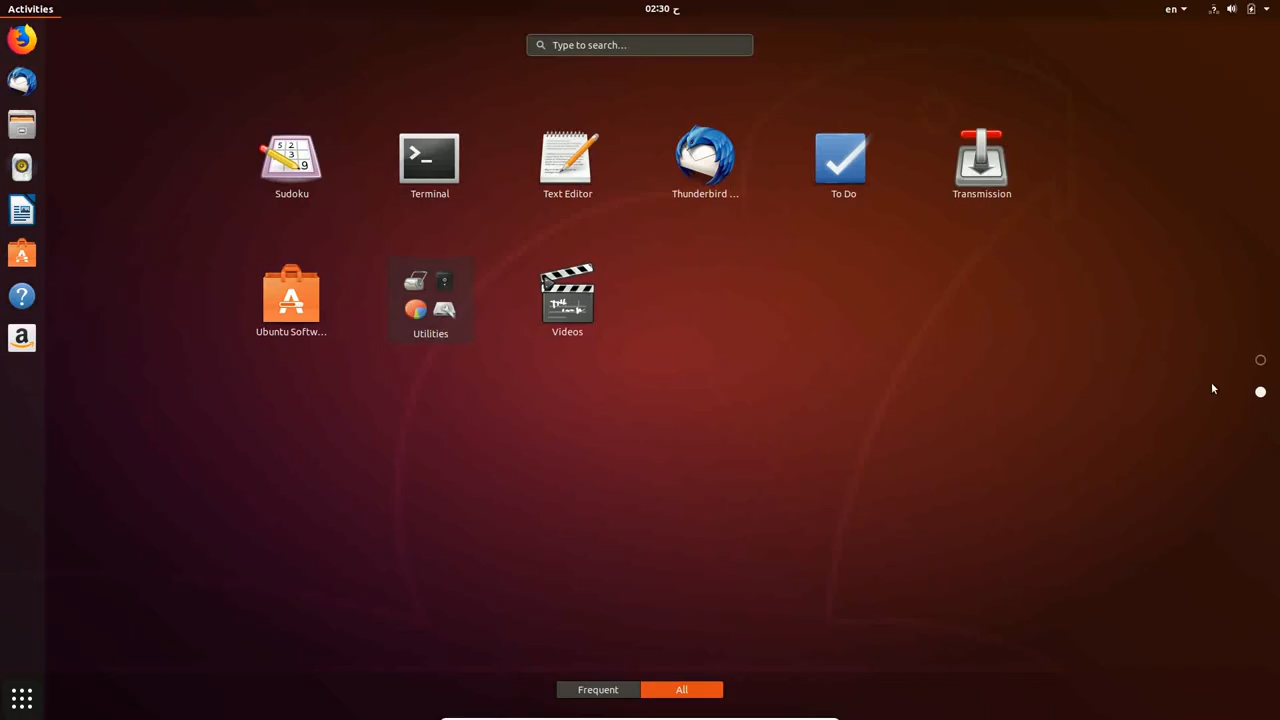 Activities
02:30 ح
en
Type to search...
Sudoku
Terminal
Text Editor
Thunderbird ...
To Do
Transmission
Ubuntu Softw...
Utilities
Videos
Frequent
All